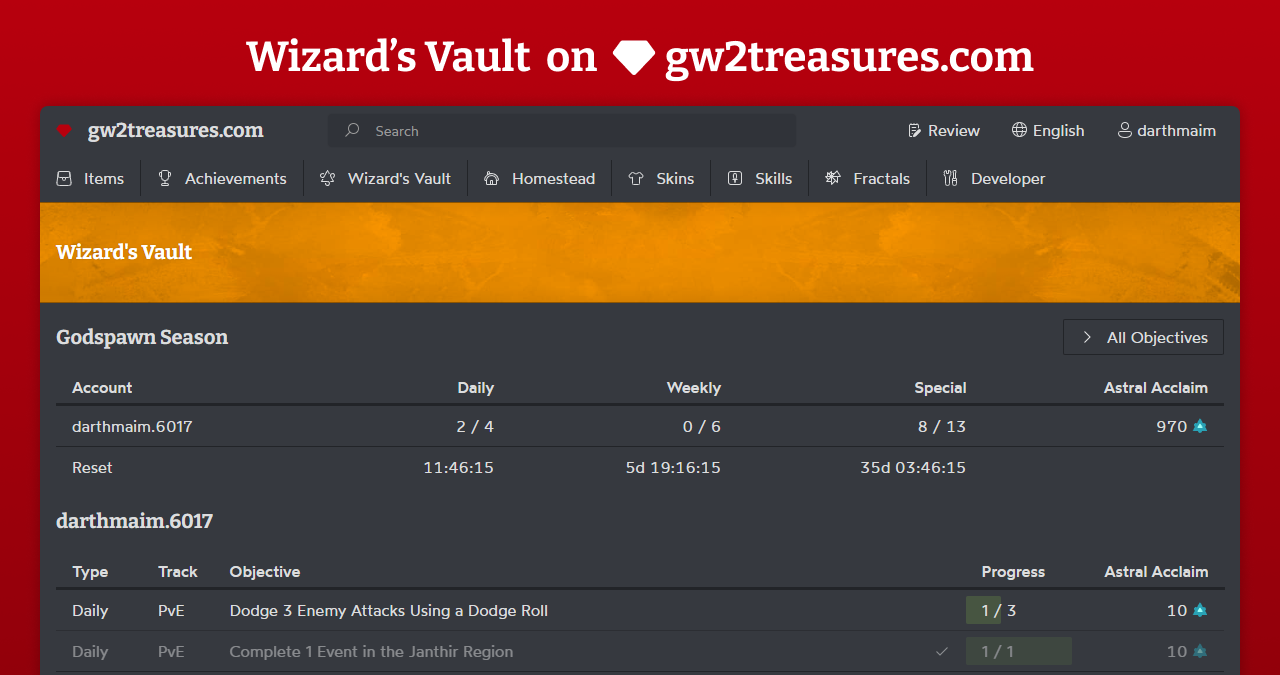 Wizard’s Vault on gw2treasures.com
gw2treasures.com Search Review English darthmaim
Items Achievements Wizard's Vault Homestead Skins Skills Fractals Developer
Wizard's Vault
Godspawn Season All Objectives
Account Daily Weekly Special Astral Acclaim
darthmaim.6017 2 / 4 0 / 6 8 / 13 970
Reset 11:46:15 5d 19:16:15 35d 03:46:15
darthmaim.6017
Type Track Objective Progress Astral Acclaim
Daily PvE Dodge 3 Enemy Attacks Using a Dodge Roll 1 / 3 10
Daily PvE Complete 1 Event in the Janthir Region 1 / 1 10